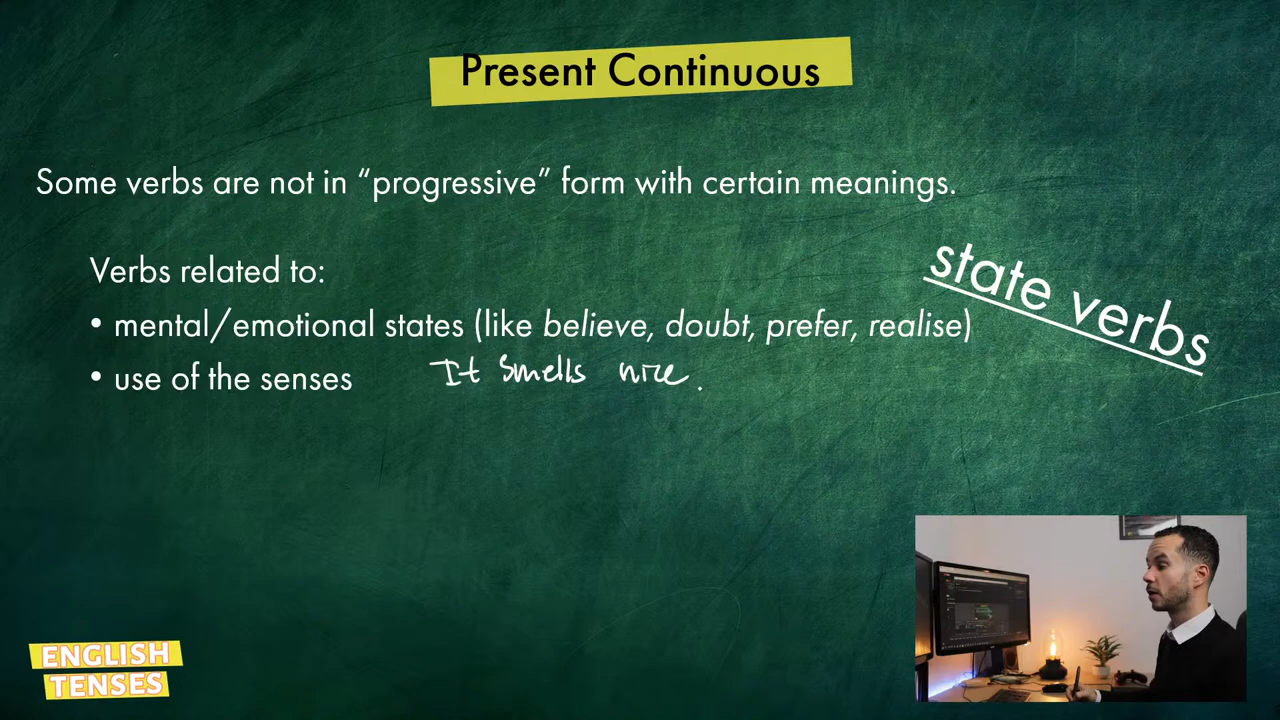 Present Continuous
Some verbs are not in “progressive” form with certain meanings.
Verbs related to:
• mental/emotional states (like believe, doubt, prefer, realise)
• use of the senses It smells nice.
state verbs
ENGLISH
TENSES